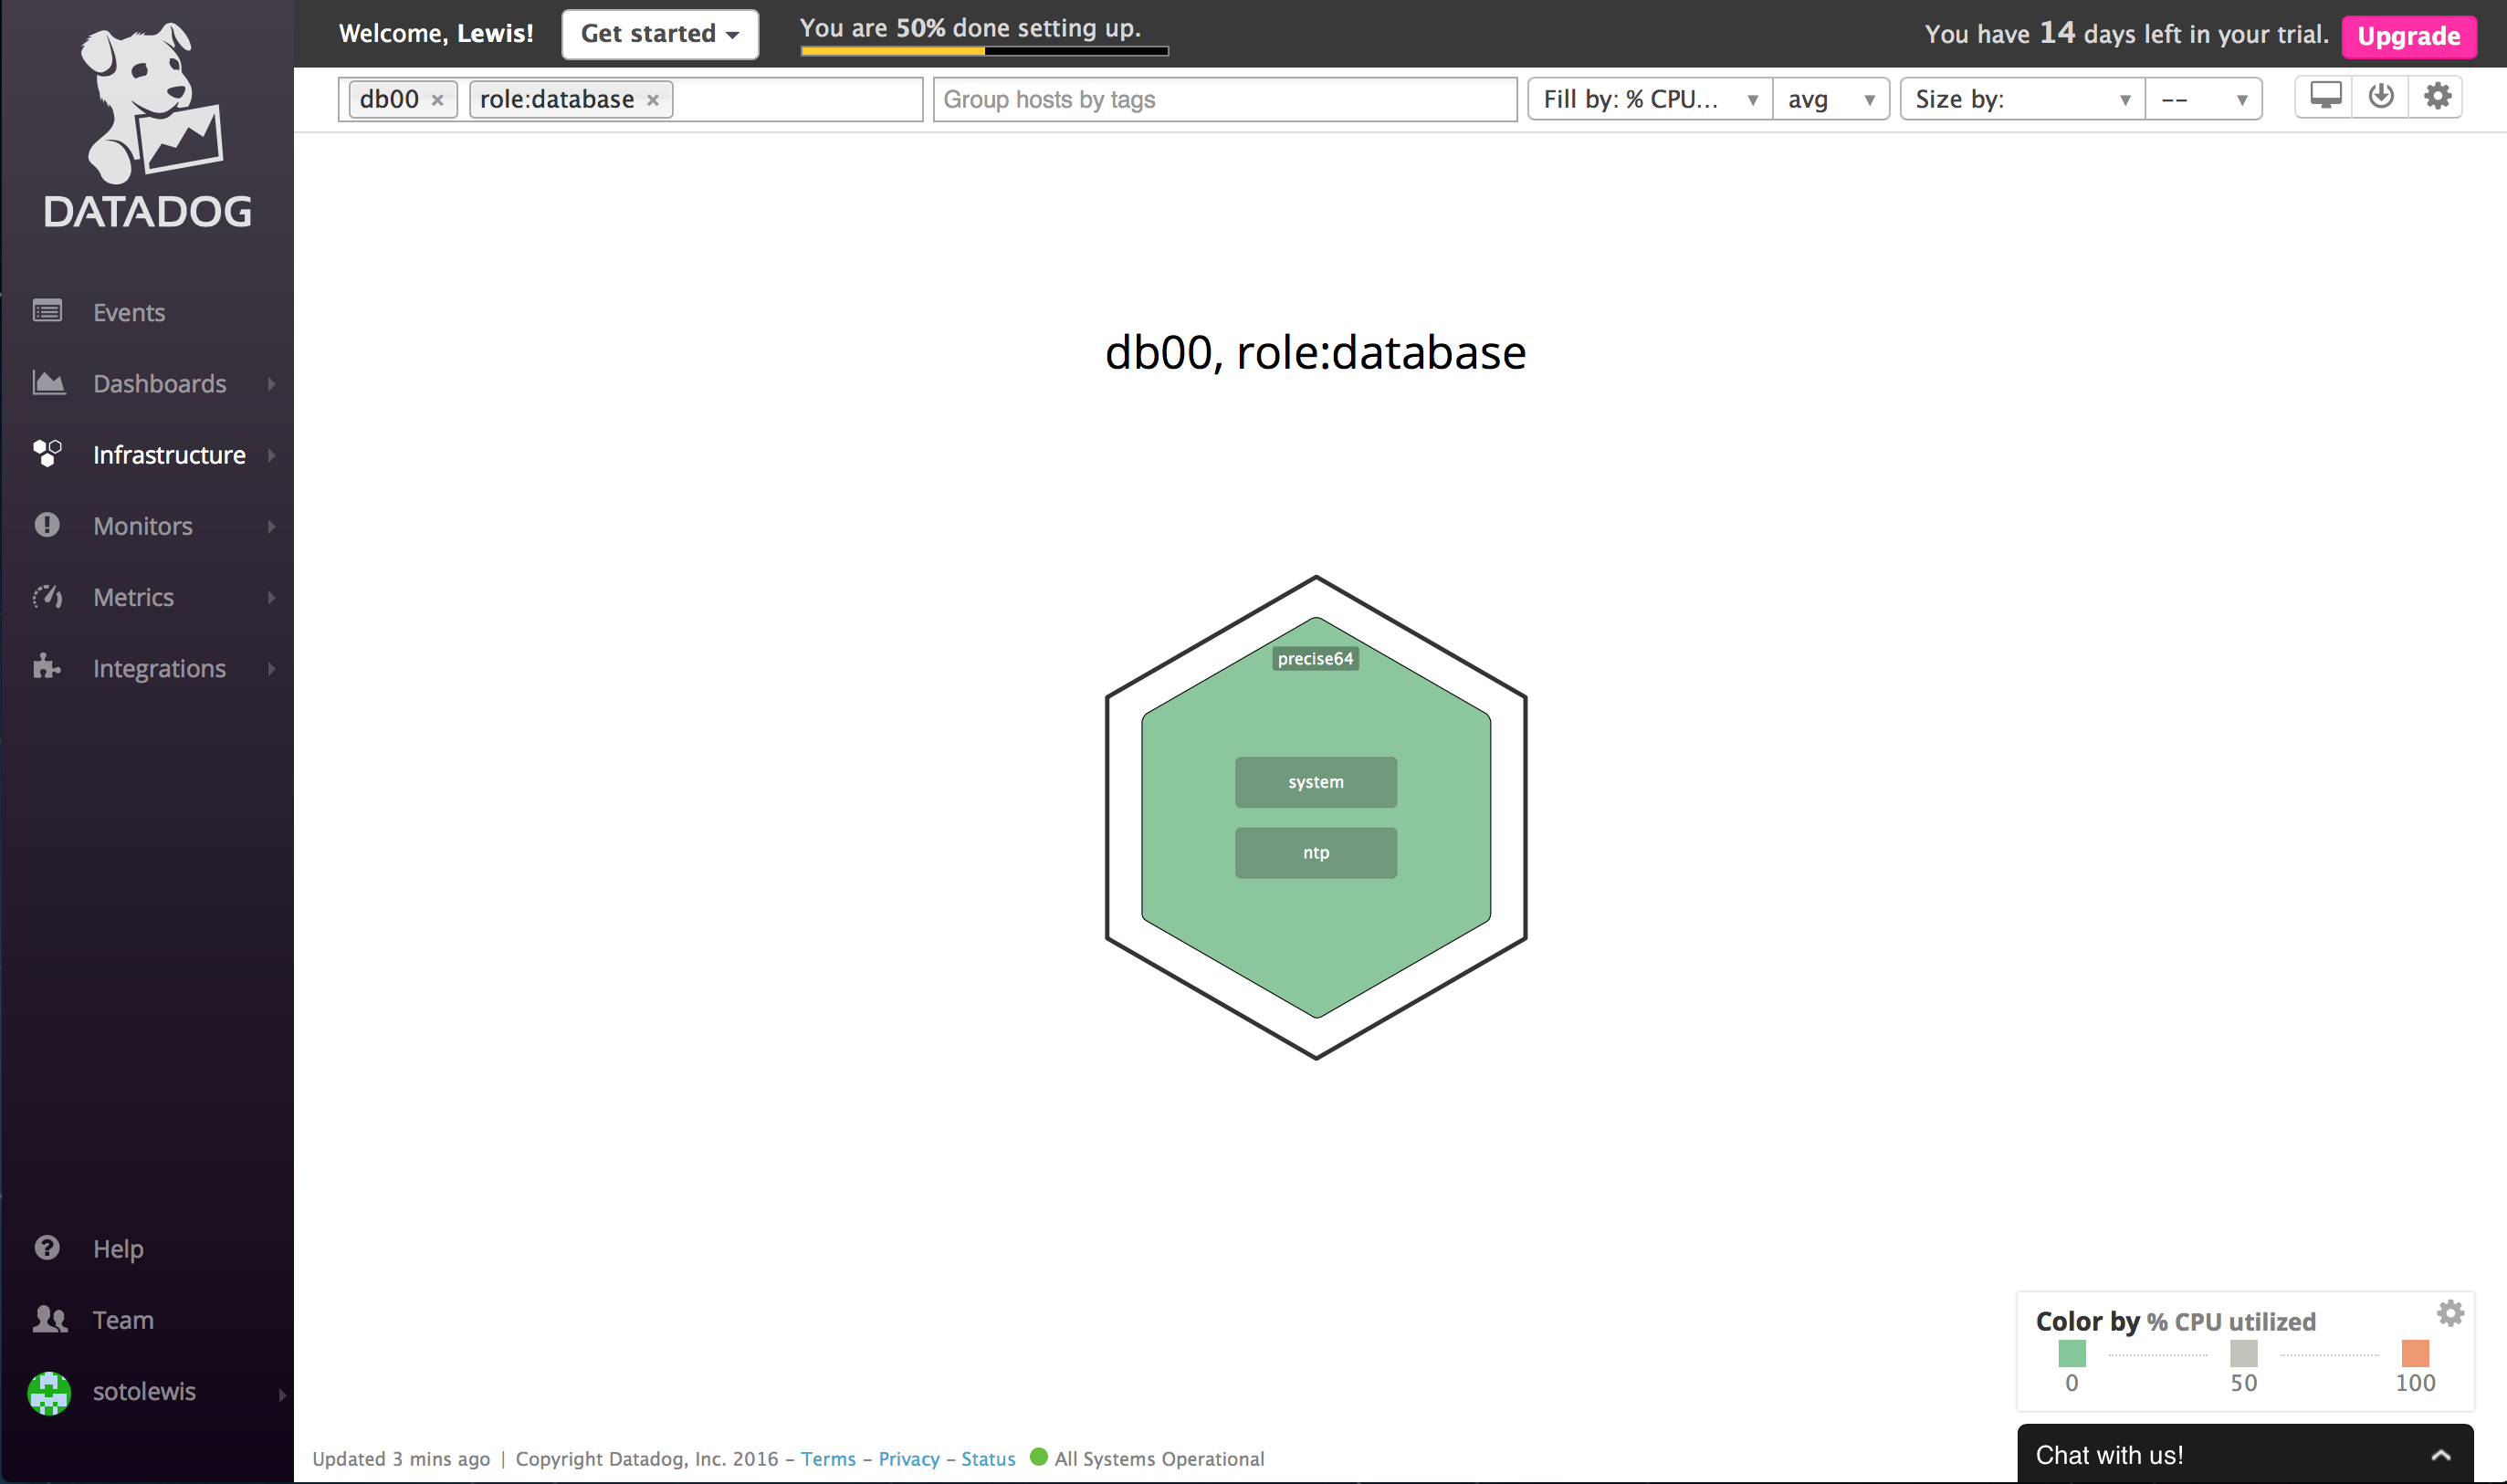 DATADOG
Events
Dashboards
Infrastructure
Monitors
Metrics
Integrations
Help
Team
sotolewis
Welcome, Lewis!
Get started
You are 50% done setting up.
You have 14 days left in your trial.
Upgrade
db00 ×
role:database ×
Group hosts by tags
Fill by: % CPU...
avg
Size by:
--
db00, role:database
precise64
system
ntp
Color by % CPU utilized
0 50 100
Updated 3 mins ago | Copyright Datadog, Inc. 2016 – Terms – Privacy – Status All Systems Operational
Chat with us!